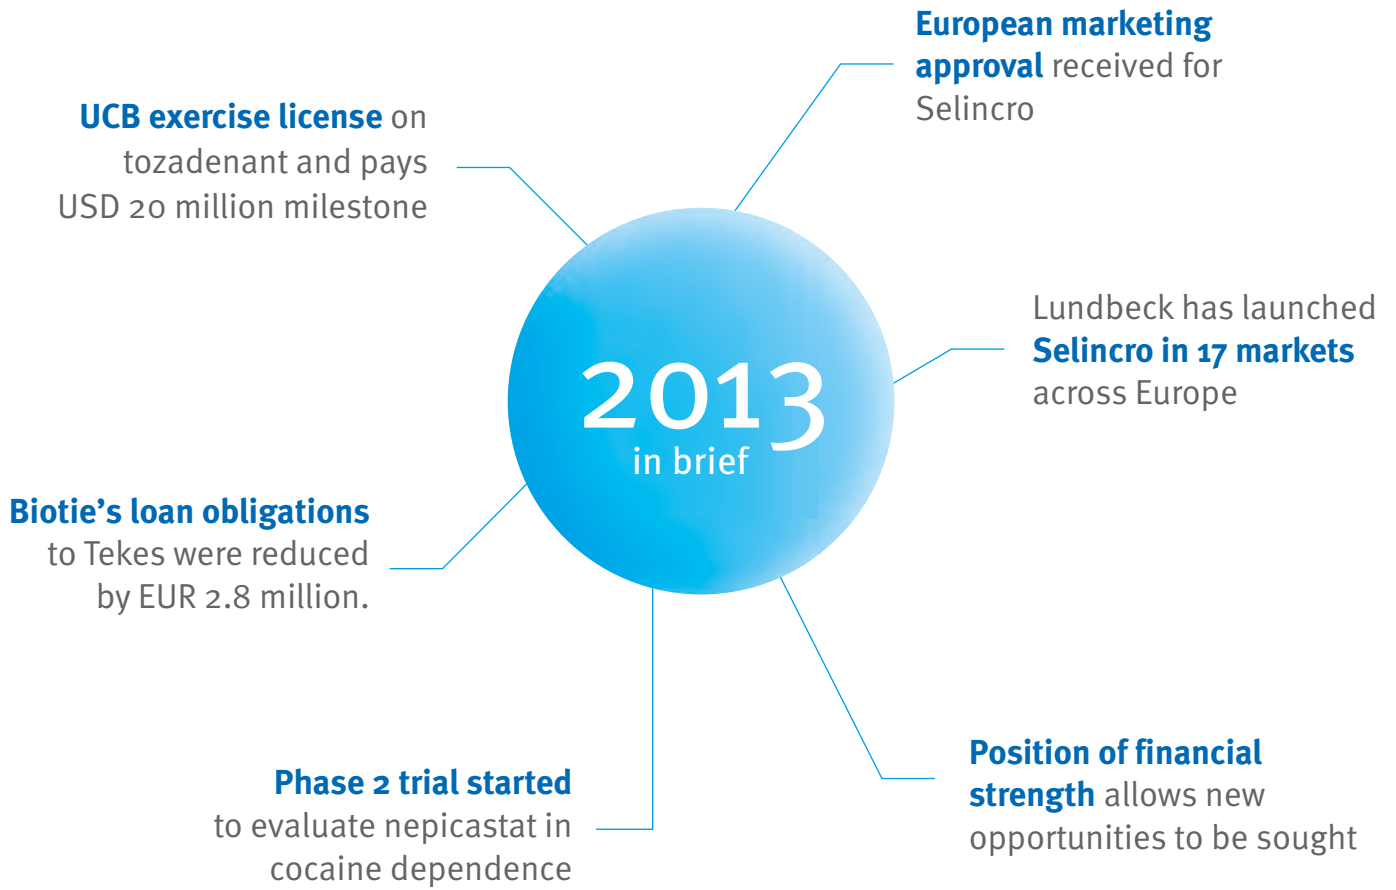 European marketing
approval received for
Selincro
UCB exercise license on
tozadenant and pays
USD 20 million milestone
Lundbeck has launched
Selincro in 17 markets
across Europe
2013
in brief
Biotie’s loan obligations
to Tekes were reduced
by EUR 2.8 million.
Position of financial
strength allows new
opportunities to be sought
Phase 2 trial started
to evaluate nepicastat in
cocaine dependence